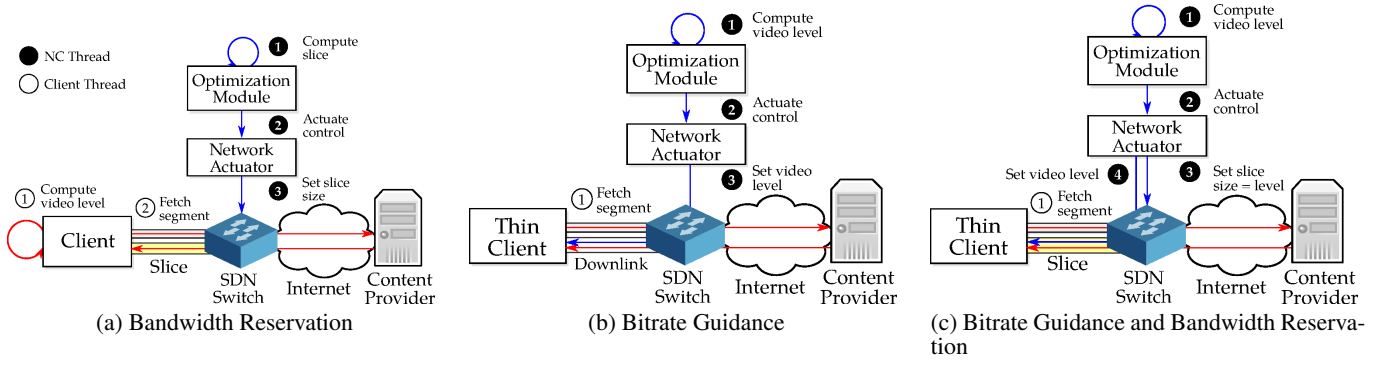 NC Thread
Client Thread
1 Compute
slice
Optimization
Module
2 Actuate
control
Network
Actuator
3 Set slice
size
1 Compute
video level
2 Fetch
segment
Client
Slice
SDN
Switch
Internet
Content
Provider
(a) Bandwidth Reservation
1 Compute
video level
Optimization
Module
2 Actuate
control
Network
Actuator
3 Set video
level
1 Fetch
segment
Thin
Client
Downlink
SDN
Switch
Internet
Content
Provider
(b) Bitrate Guidance
1 Compute
video level
Optimization
Module
2 Actuate
control
Network
Actuator
Set video level 4
3 Set slice
size = level
1 Fetch
segment
Thin
Client
Slice
SDN
Switch
Internet
Content
Provider
(c) Bitrate Guidance and Bandwidth Reserva-
tion